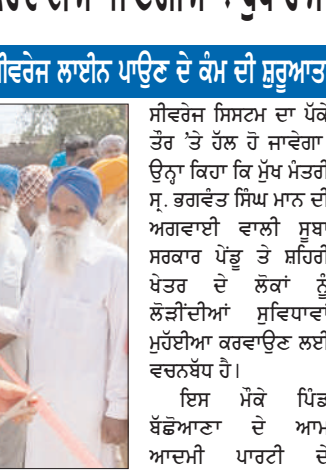 ਸੀਵਰੇਜ ਲਾਈਨ ਪਾਉਣ ਦੇ ਕੰਮ ਦੀ ਸ਼ੁਰੂਆਤ
ਸੀਵਰੇਜ ਸਿਸਟਮ ਦਾ ਪੱਕੇ
ਤੌਰ ’ਤੇ ਹੱਲ ਹੋ ਜਾਵੇਗਾ
ਉਨ੍ਹਾ ਕਿਹਾ ਕਿ ਮੁੱਖ ਮੰਤਰੀ
ਸ੍ਰ. ਭਗਵੰਤ ਸਿੰਘ ਮਾਨ ਦੀ
ਅਗਵਾਈ ਵਾਲੀ ਸੂਬਾ
ਸਰਕਾਰ ਪੇਂਡੂ ਤੇ ਸ਼ਹਿਰੀ
ਖੇਤਰ ਦੇ ਲੋਕਾਂ ਨੂੰ
ਲੋੜੀਂਦੀਆਂ ਸੁਵਿਧਾਵਾਂ
ਮੁਹੱਈਆ ਕਰਵਾਉਣ ਲਈ
ਵਚਨਬੱਧ ਹੈ।
ਇਸ ਮੌਕੇ ਪਿੰਡ
ਬੱਛੋਆਣਾ ਦੇ ਆਮ
ਆਦਮੀ ਪਾਰਟੀ ਦੇ